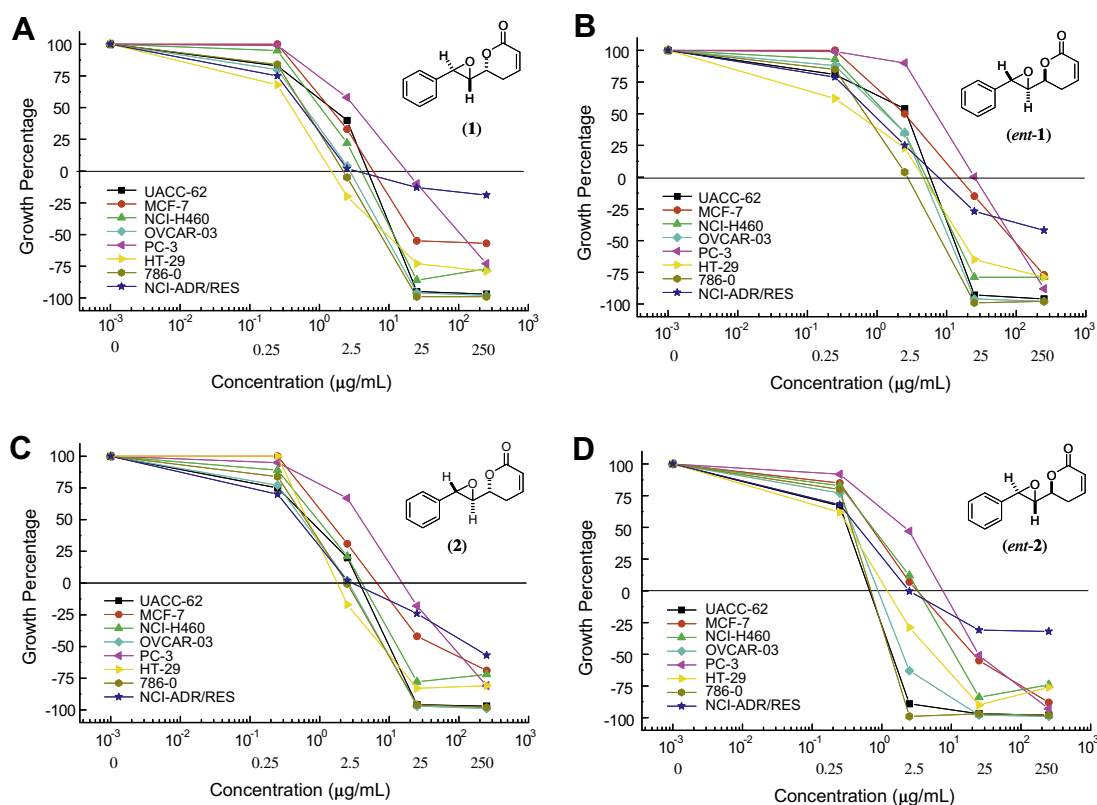 A
100
75
50
25
0
-25
-50
-75
-100
Growth Percentage
UACC-62
MCF-7
NCI-H460
OVCAR-03
PC-3
HT-29
786-0
NCI-ADR/RES
H
O
O
O
H
(1)
10⁻³ 10⁻² 10⁻¹ 10⁰ 10¹ 10² 10³
0 0.25 2.5 25 250
Concentration (μg/mL)
B
100
75
50
25
0
-25
-50
-75
-100
Growth Percentage
UACC-62
MCF-7
NCI-H460
OVCAR-03
PC-3
HT-29
786-0
NCI-ADR/RES
H
O
O
O
H
(ent-1)
10⁻³ 10⁻² 10⁻¹ 10⁰ 10¹ 10² 10³
0 0.25 2.5 25 250
Concentration (μg/mL)
C
100
75
50
25
0
-25
-50
-75
-100
Growth Percentage
UACC-62
MCF-7
NCI-H460
OVCAR-03
PC-3
HT-29
786-0
NCI-ADR/RES
H
O
O
O
H
(2)
10⁻³ 10⁻² 10⁻¹ 10⁰ 10¹ 10² 10³
0 0.25 2.5 25 250
Concentration (μg/mL)
D
100
75
50
25
0
-25
-50
-75
-100
Growth Percentage
UACC-62
MCF-7
NCI-H460
OVCAR-03
PC-3
HT-29
786-0
NCI-ADR/RES
H
O
O
O
H
(ent-2)
10⁻³ 10⁻² 10⁻¹ 10⁰ 10¹ 10² 10³
0 0.25 2.5 25 250
Concentration (μg/mL)